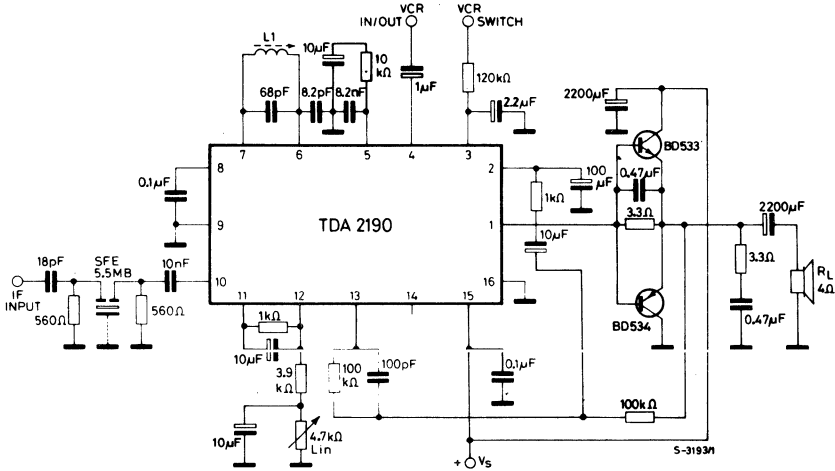 VCR
IN/OUT
VCR
SWITCH
L1
10µF
10
kΩ
1µF
120kΩ
2.2µF
2200µF
68pF
8.2pF
8.2nF
BD533
7
6
5
4
3
8
2
0.1µF
100
µF
0.47µF
1kΩ
2200µF
TDA 2190
9
1
3.3Ω
18pF
SFE
5.5MB
10nF
10µF
3.3Ω
RL
4Ω
IF
INPUT
10
16
560Ω
560Ω
11
12
13
14
15
BD534
0.47µF
1kΩ
10µF
3.9
kΩ
100
kΩ
100pF
0.1µF
100kΩ
10µF
4.7kΩ
Lin
+
Vs
S-3193/1